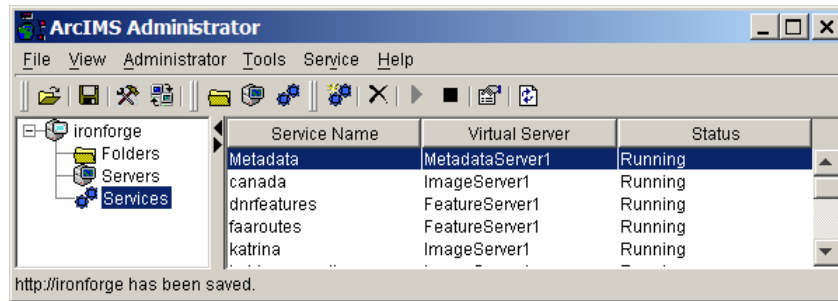 ArcIMS Administrator
File View Administrator Tools Service Help
ironforge
Folders
Servers
Services
Service Name Virtual Server Status
Metadata MetadataServer1 Running
canada ImageServer1 Running
dnrfeatures FeatureServer1 Running
faaroutes FeatureServer1 Running
katrina ImageServer1 Running
http://ironforge has been saved.